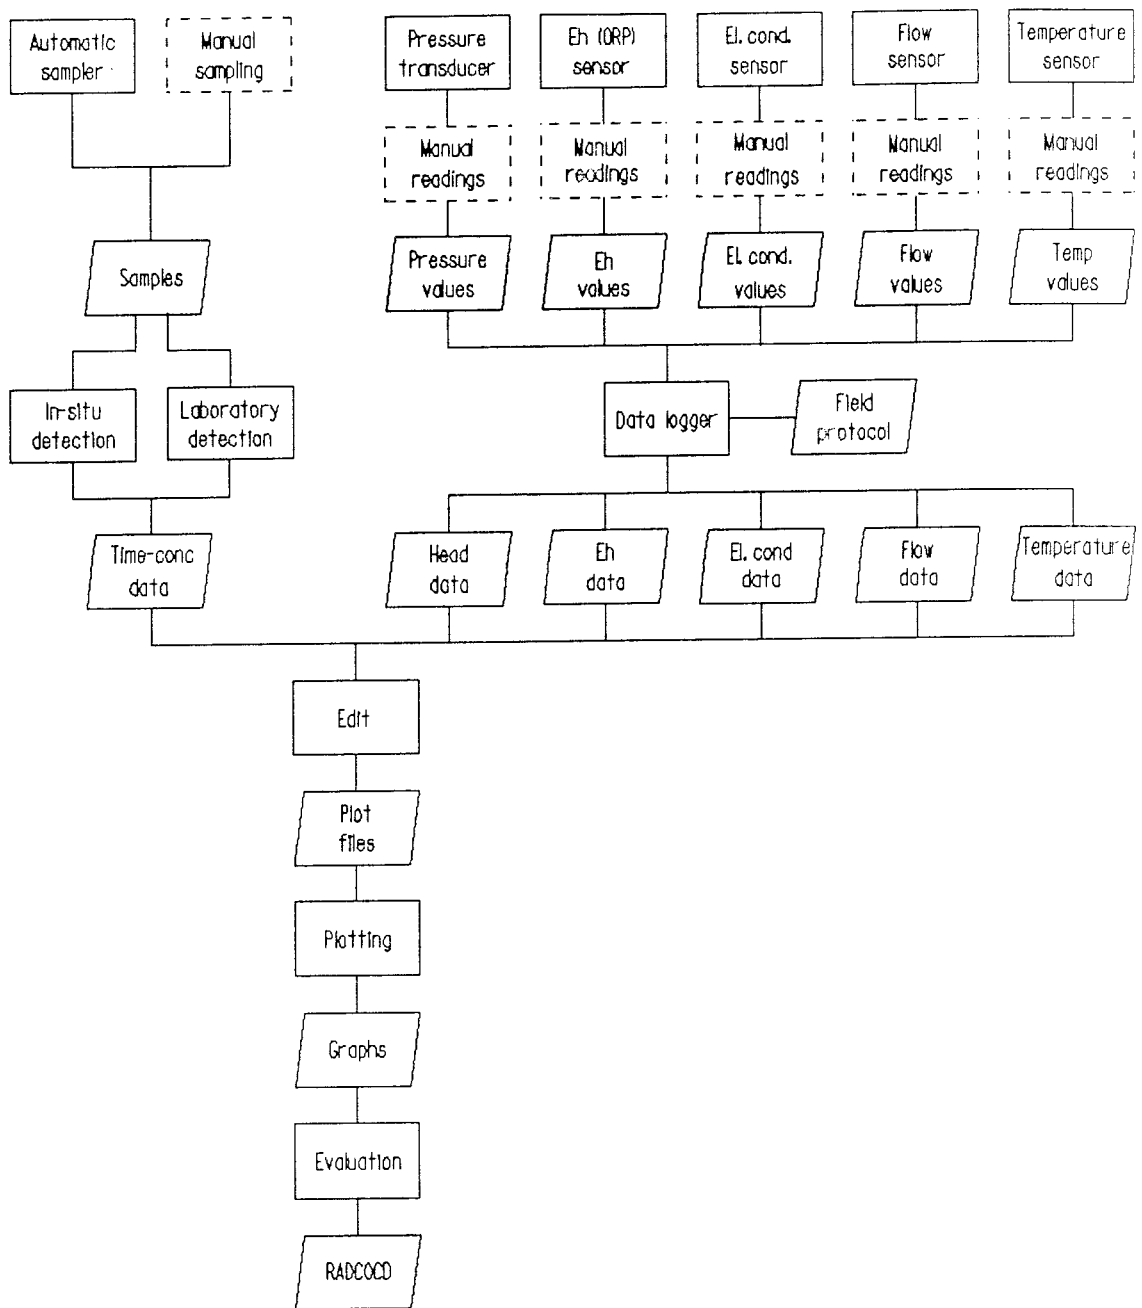 Automatic
sampler
Manual
sampling
Pressure
transducer
Eh (ORP)
sensor
El. cond.
sensor
Flow
sensor
Temperature
sensor
Manual
readings
Manual
readings
Manual
readings
Manual
readings
Manual
readings
Samples
Pressure
values
Eh
values
El. cond.
values
Flow
values
Temp
values
In-situ
detection
Laboratory
detection
Data logger
Field
protocol
Time-conc
data
Head
data
Eh
data
El. cond
data
Flow
data
Temperature
data
Edit
Plot
files
Plotting
Graphs
Evaluation
RADCOCD